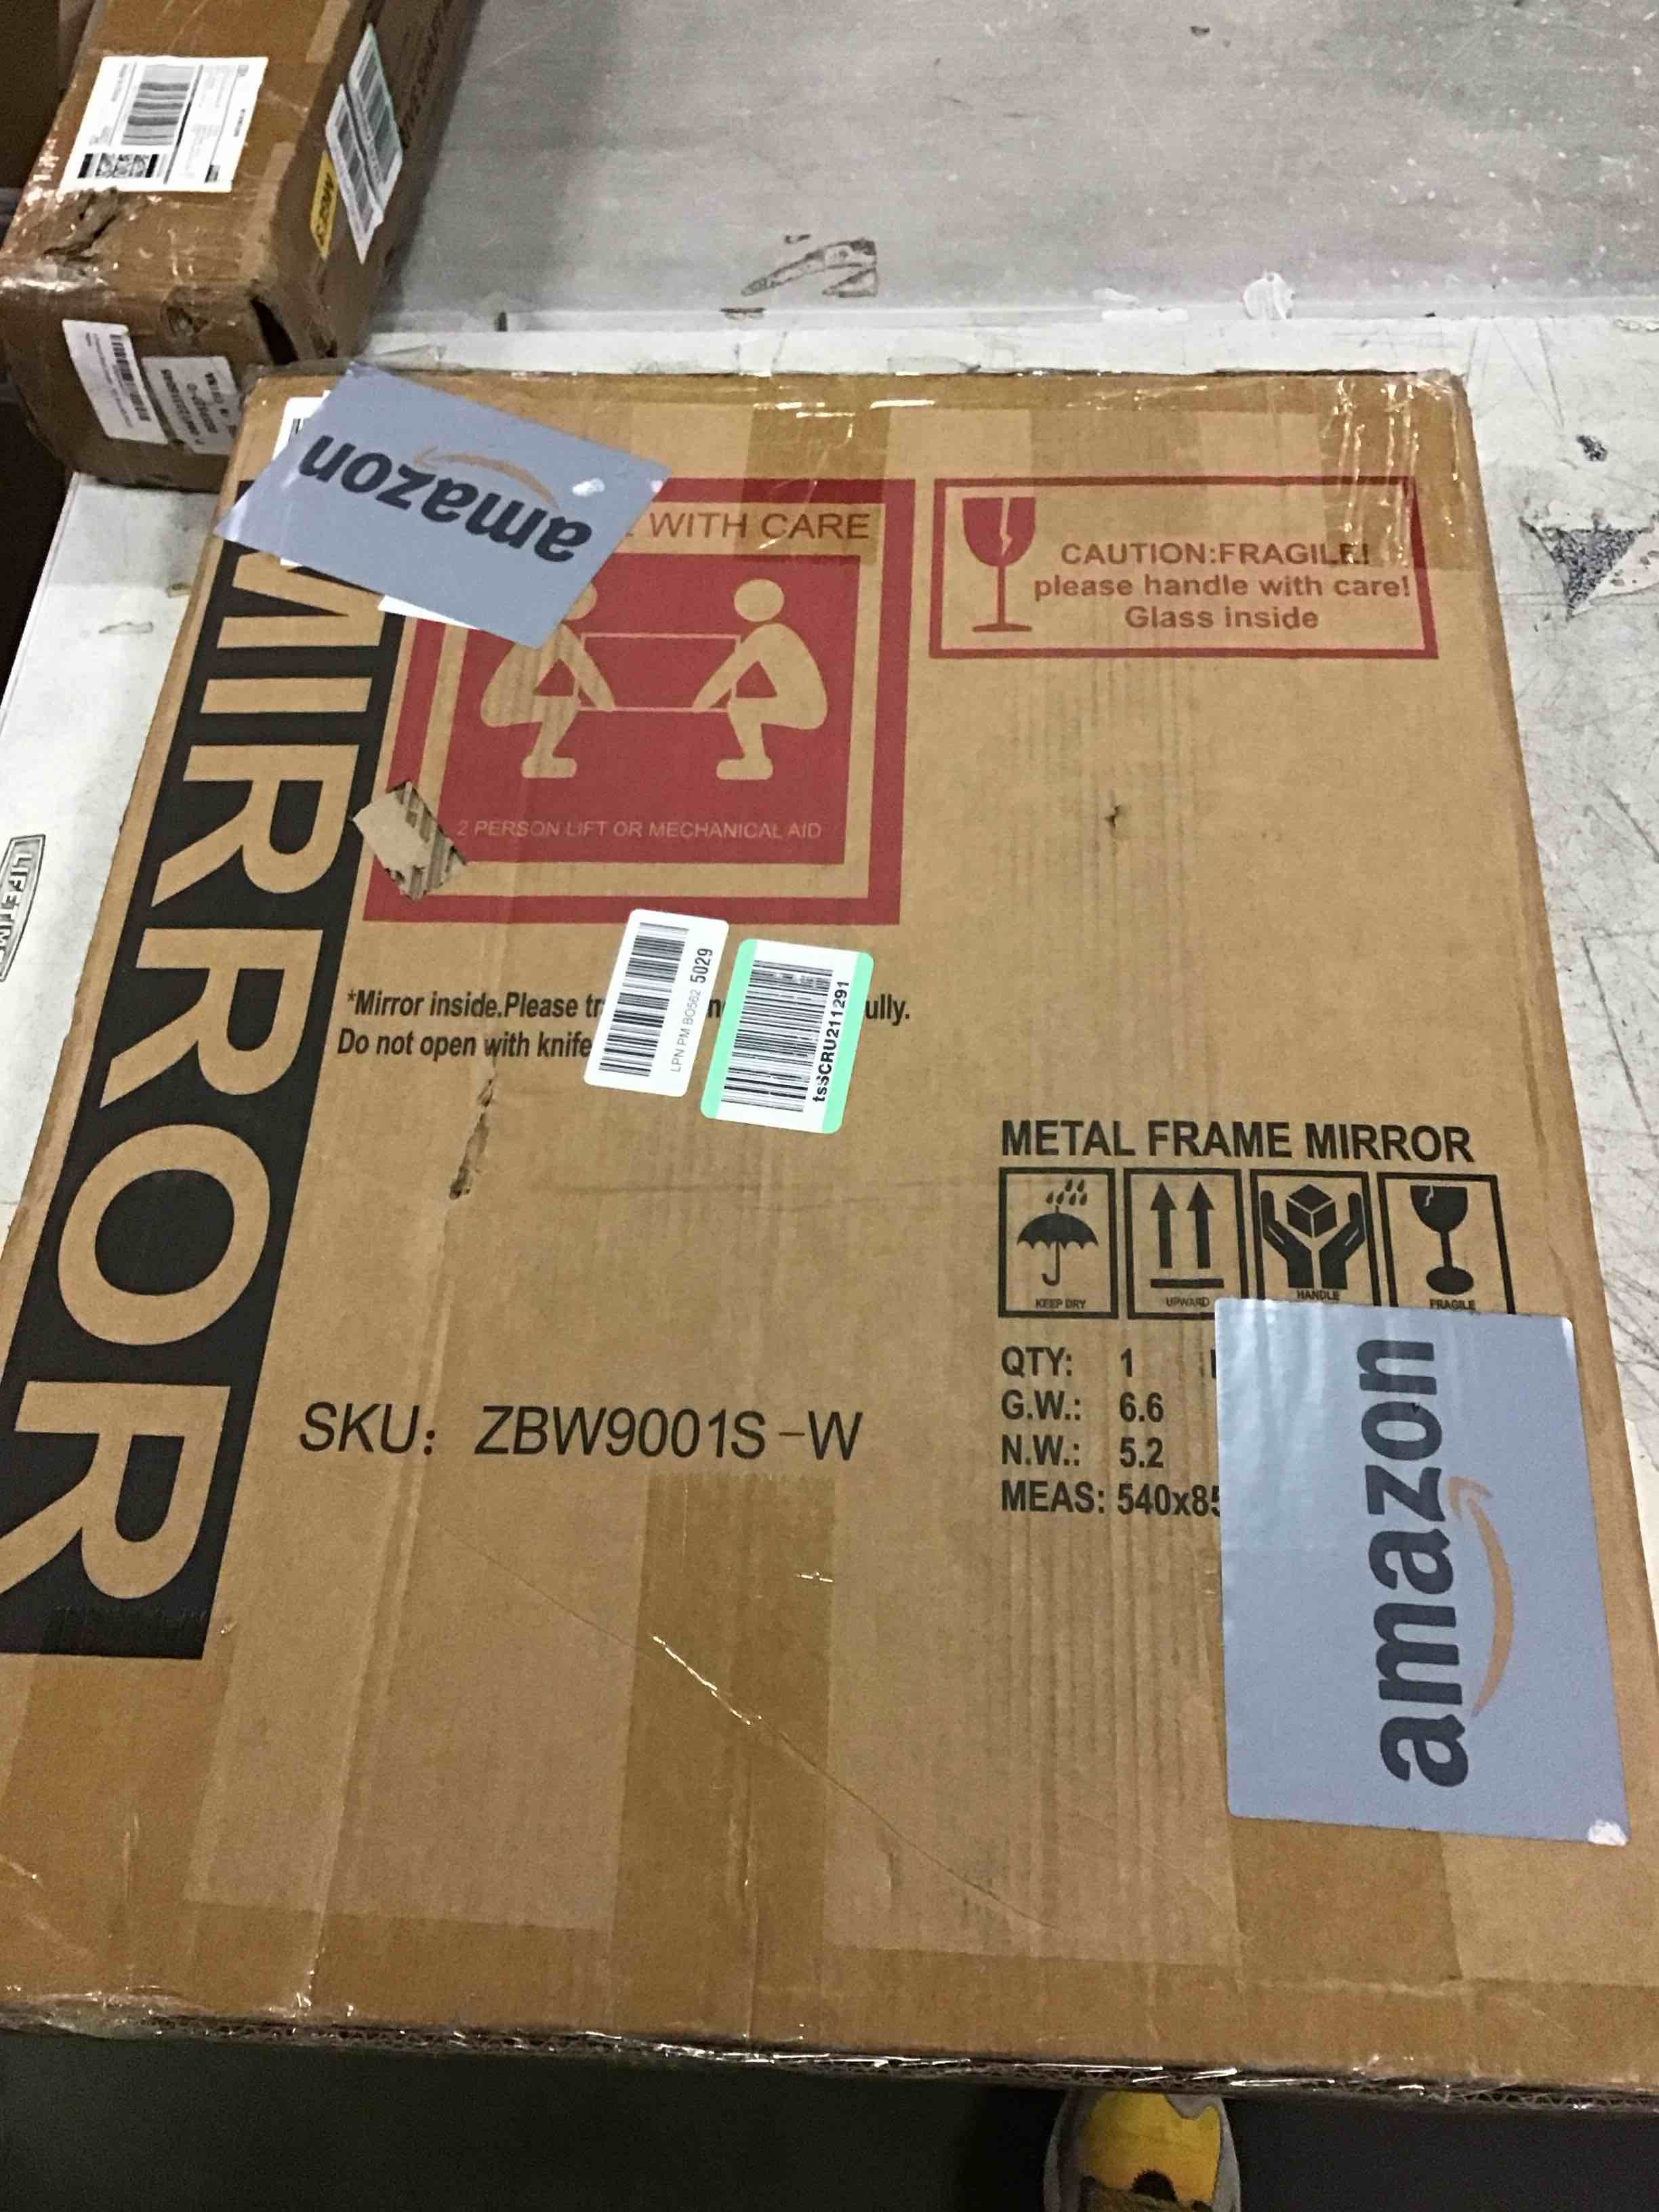 amazon
WITH CARE
CAUTION:FRAGILE!
please handle with care!
Glass inside
2 PERSON LIFT OR MECHANICAL AID
MIRROR
*Mirror inside.Please
ully.
Do not open with knife
LPN PM BO562 5029
tsSCRU211291
METAL FRAME MIRROR
KEEP DRY
UPWARD
HANDLE
FRAGILE
QTY: 1
G.W.: 6.6
N.W.: 5.2
MEAS: 540x85
SKU: ZBW9001S-W
amazon